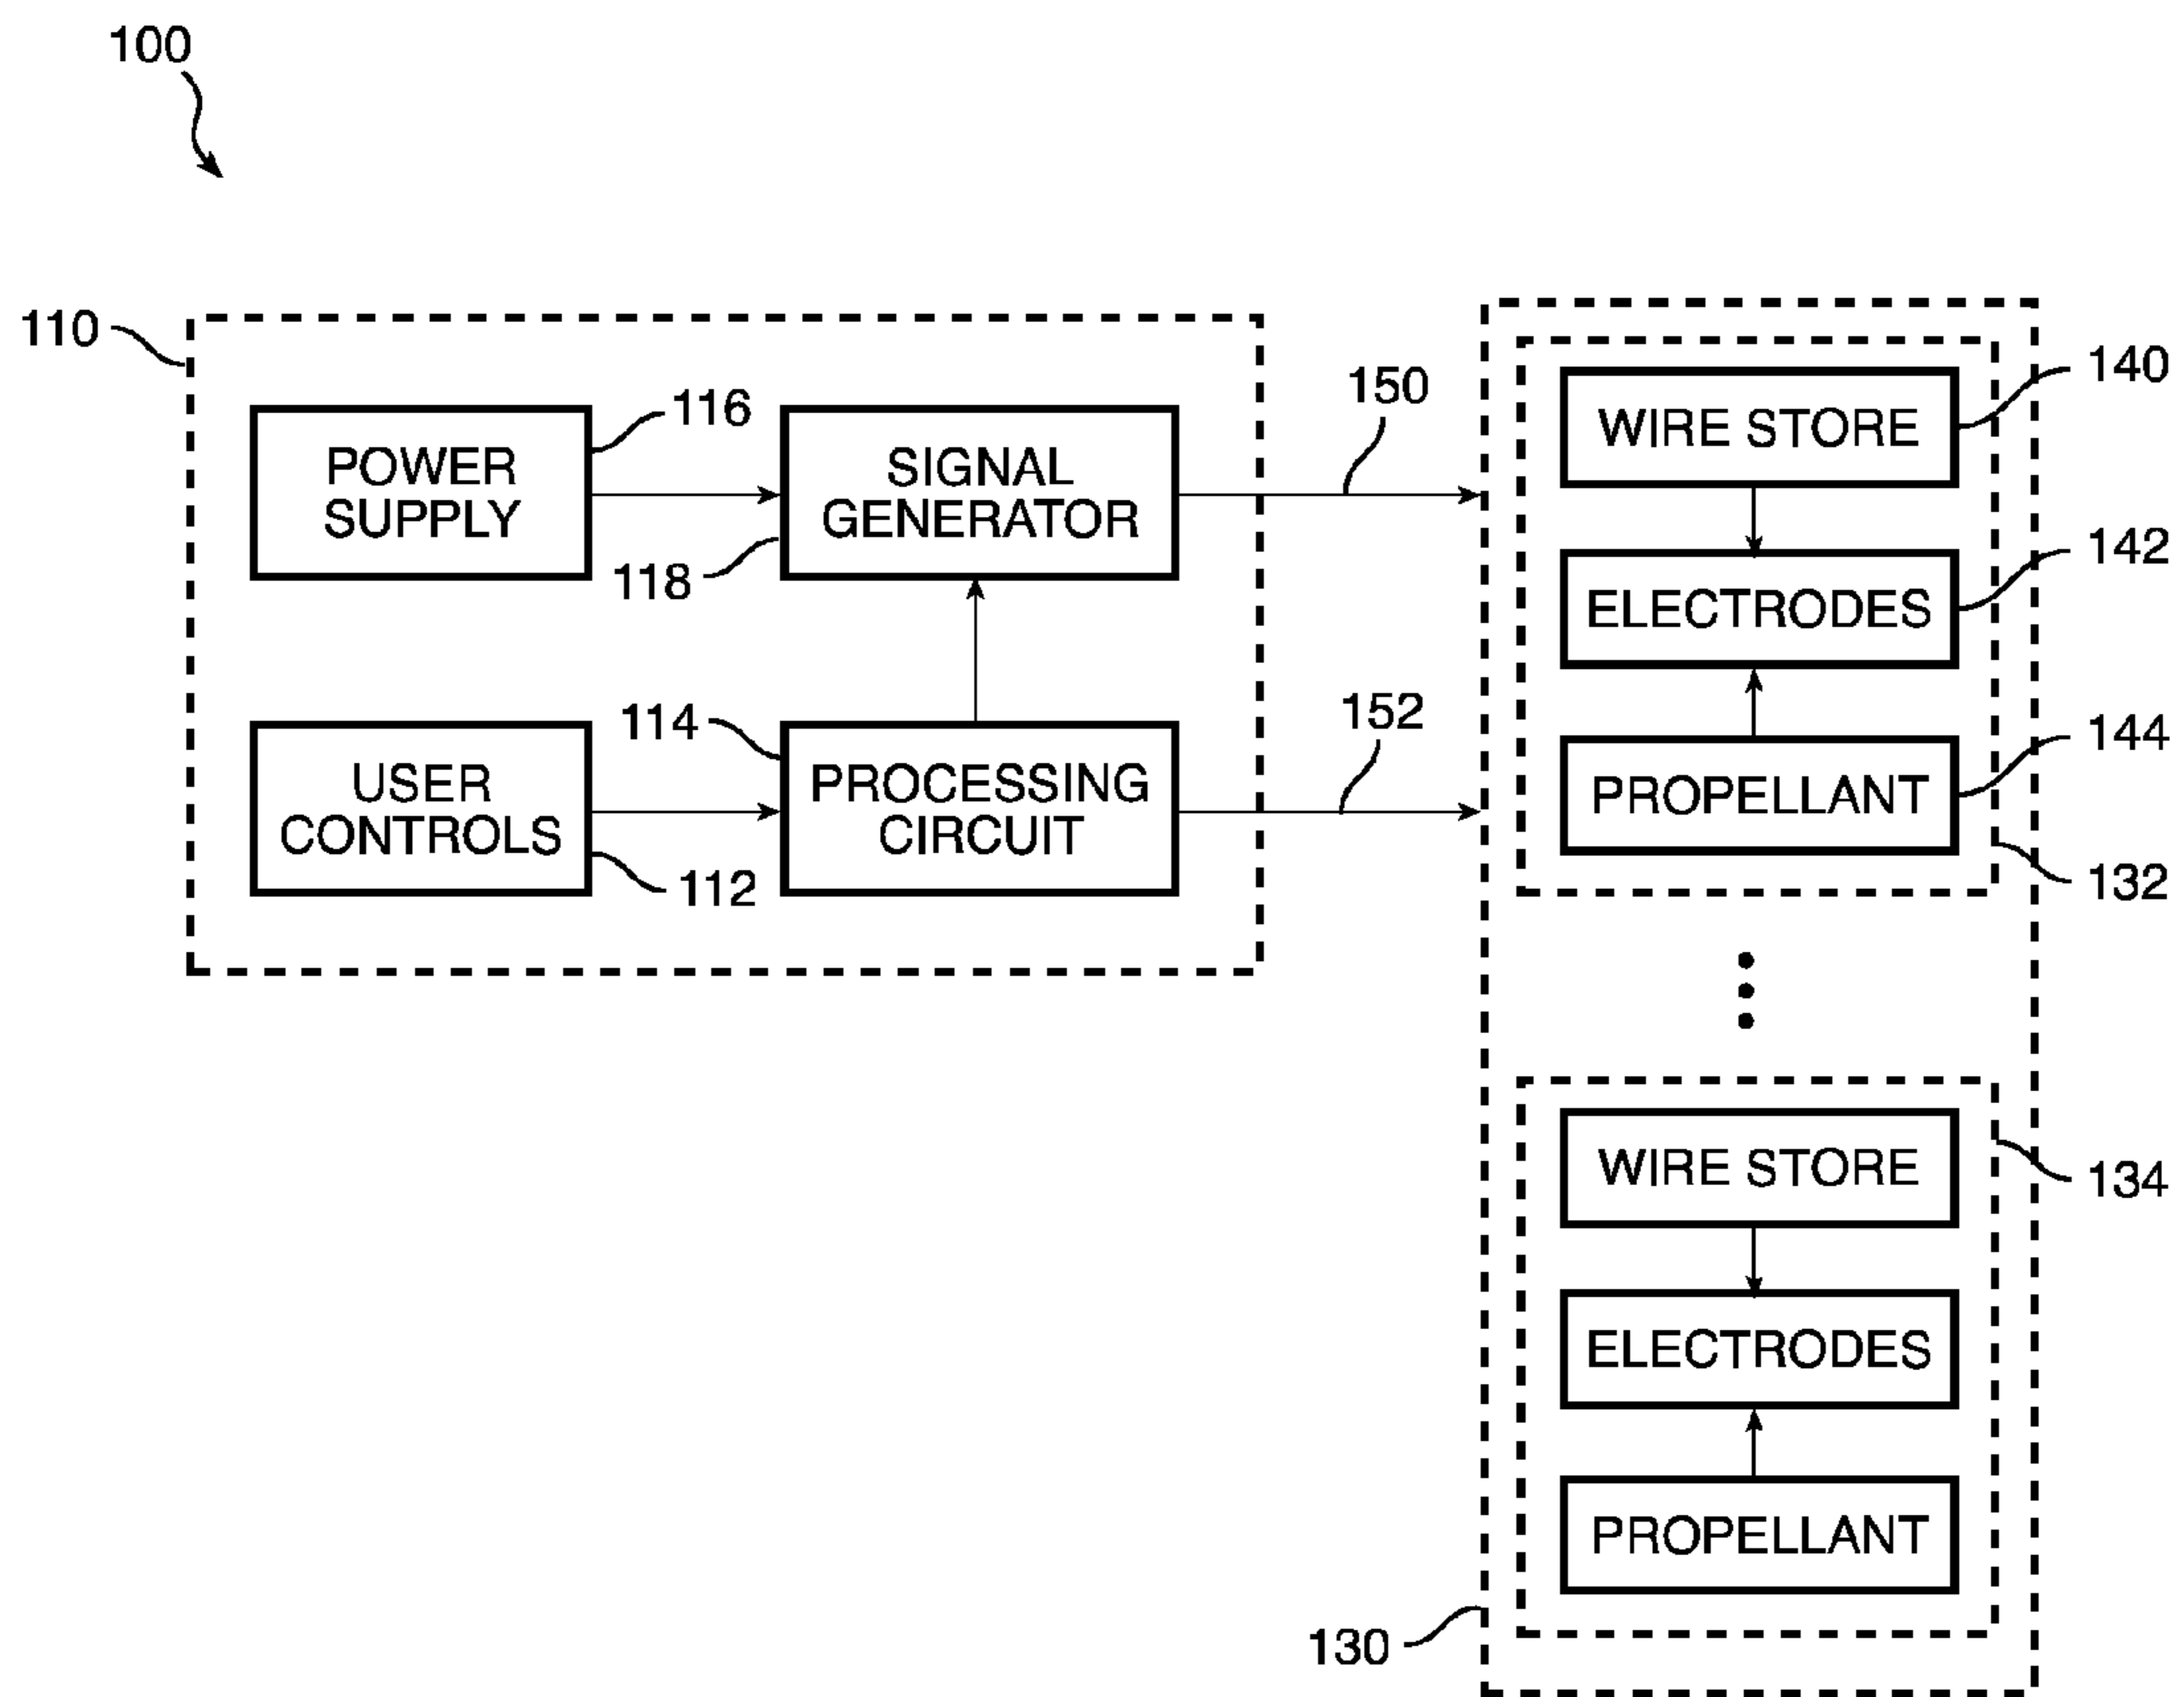 100
110
116
POWER
SUPPLY
SIGNAL
GENERATOR
118
150
114
USER
CONTROLS
112
PROCESSING
CIRCUIT
152
WIRE STORE
140
ELECTRODES
142
PROPELLANT
144
132
WIRE STORE
134
ELECTRODES
PROPELLANT
130